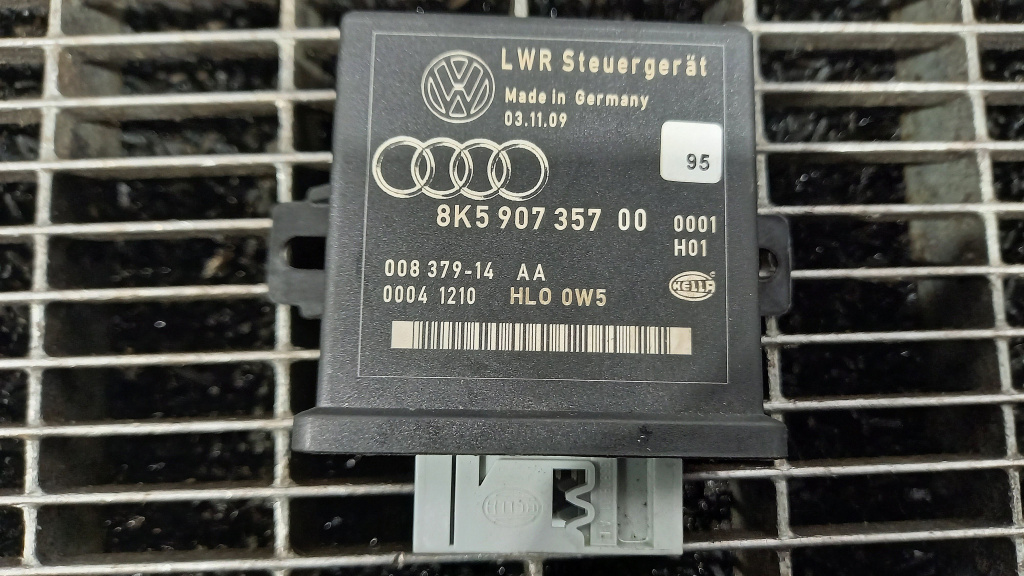 LWR Steuergerät
Made in Germany
03.11.09
95
8K5 907 357 00 0001
H01
008 379-14 AA
0004 1210 HLO 0W5
HELLA
HELLA